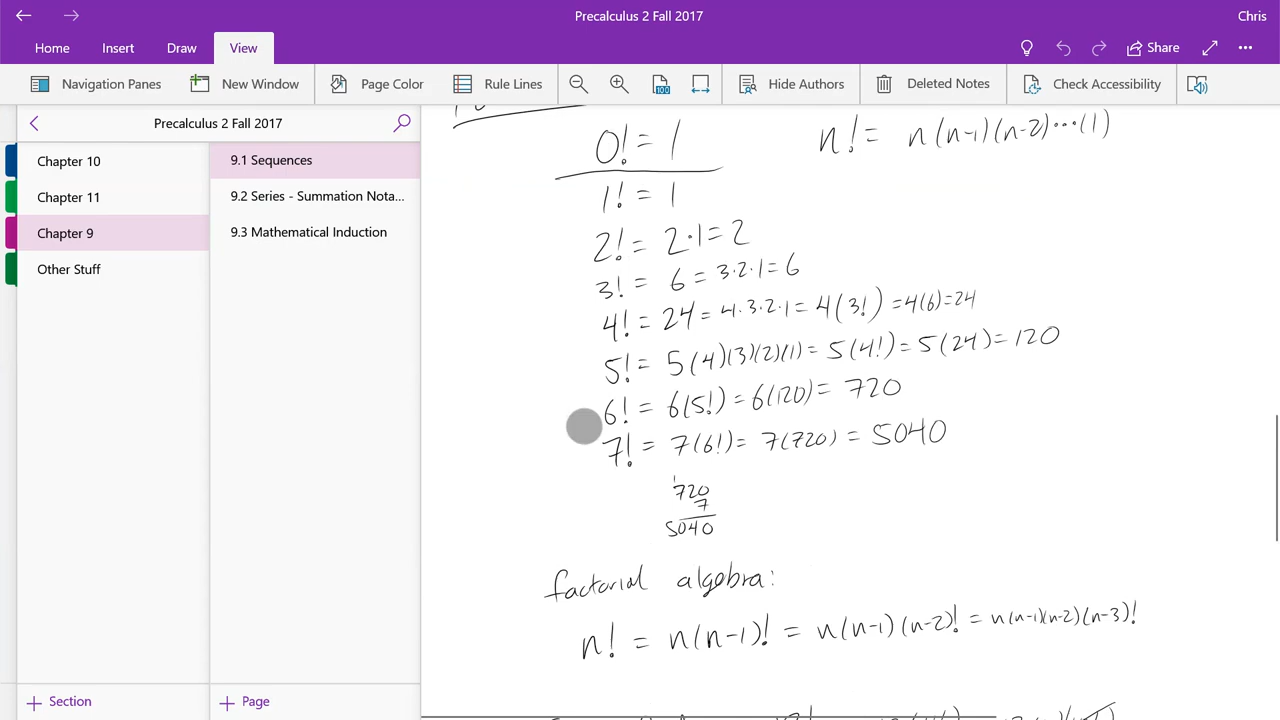 Precalculus 2 Fall 2017
Chris
Home Insert Draw View
Share
Navigation Panes New Window Page Color Rule Lines 100 Hide Authors Deleted Notes Check Accessibility
Precalculus 2 Fall 2017
Chapter 10
Chapter 11
Chapter 9
Other Stuff
9.1 Sequences
9.2 Series - Summation Nota...
9.3 Mathematical Induction
+ Section
+ Page
0! = 1
n! = n(n-1)(n-2)···(1)
1! = 1
2! = 2·1 = 2
3! = 6 = 3·2·1 = 6
4! = 24 = 4·3·2·1 = 4(3!) = 4(6) = 24
5! = 5(4)(3)(2)(1) = 5(4!) = 5(24) = 120
6! = 6(5!) = 6(120) = 720
7! = 7(6!) = 7(720) = 5040
1
720
7
5040
factorial algebra:
n! = n(n-1)! = n(n-1)(n-2)! = n(n-1)(n-2)(n-3)!